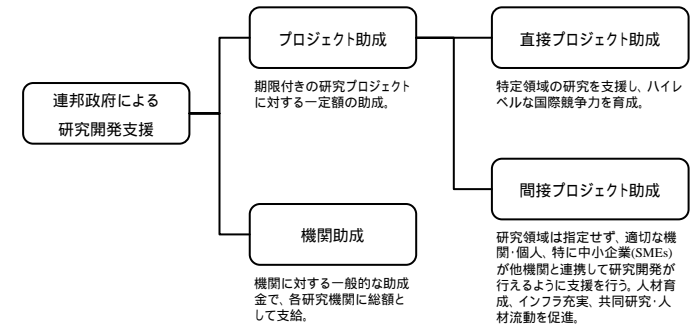 連邦政府による
研究開発支援
プロジェクト助成
期限付きの研究プロジェクト
に対する一定額の助成。
機関助成
機関に対する一般的な助成
金で、各研究機関に総額と
して支給。
直接プロジェクト助成
特定領域の研究を支援し、ハイレ
ベルな国際競争力を育成。
間接プロジェクト助成
研究領域は指定せず、適切な機
関・個人、特に中小企業(SMEs)
が他機関と連携して研究開発が
行えるように支援を行う。人材育
成、インフラ充実、共同研究・人
材流動を促進。